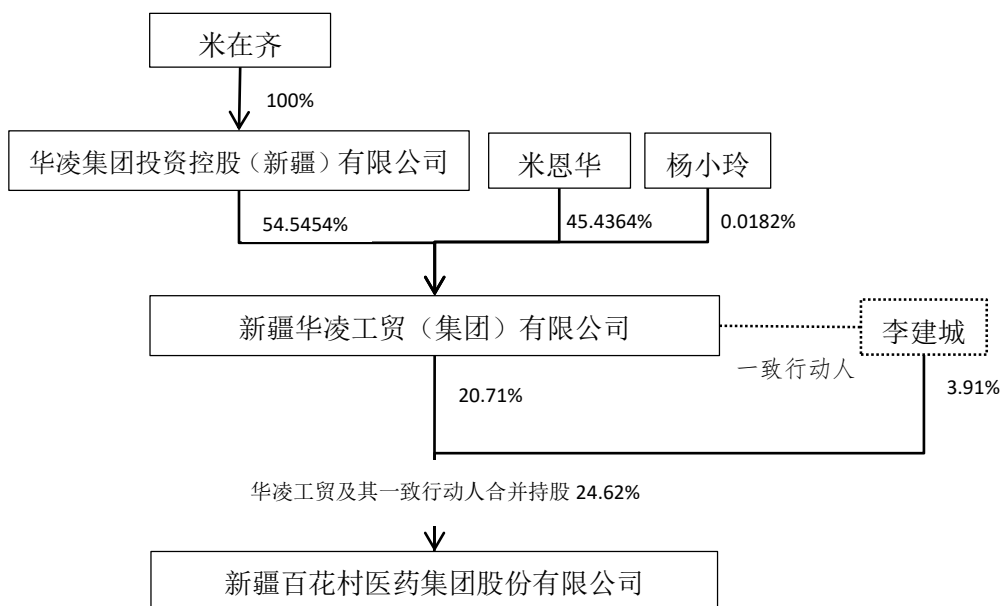 米在齐
100%
华凌集团投资控股（新疆）有限公司
米恩华
杨小玲
54.5454%
45.4364%
0.0182%
新疆华凌工贸（集团）有限公司
李建城
一致行动人
20.71%
3.91%
华凌工贸及其一致行动人合并持股 24.62%
新疆百花村医药集团股份有限公司